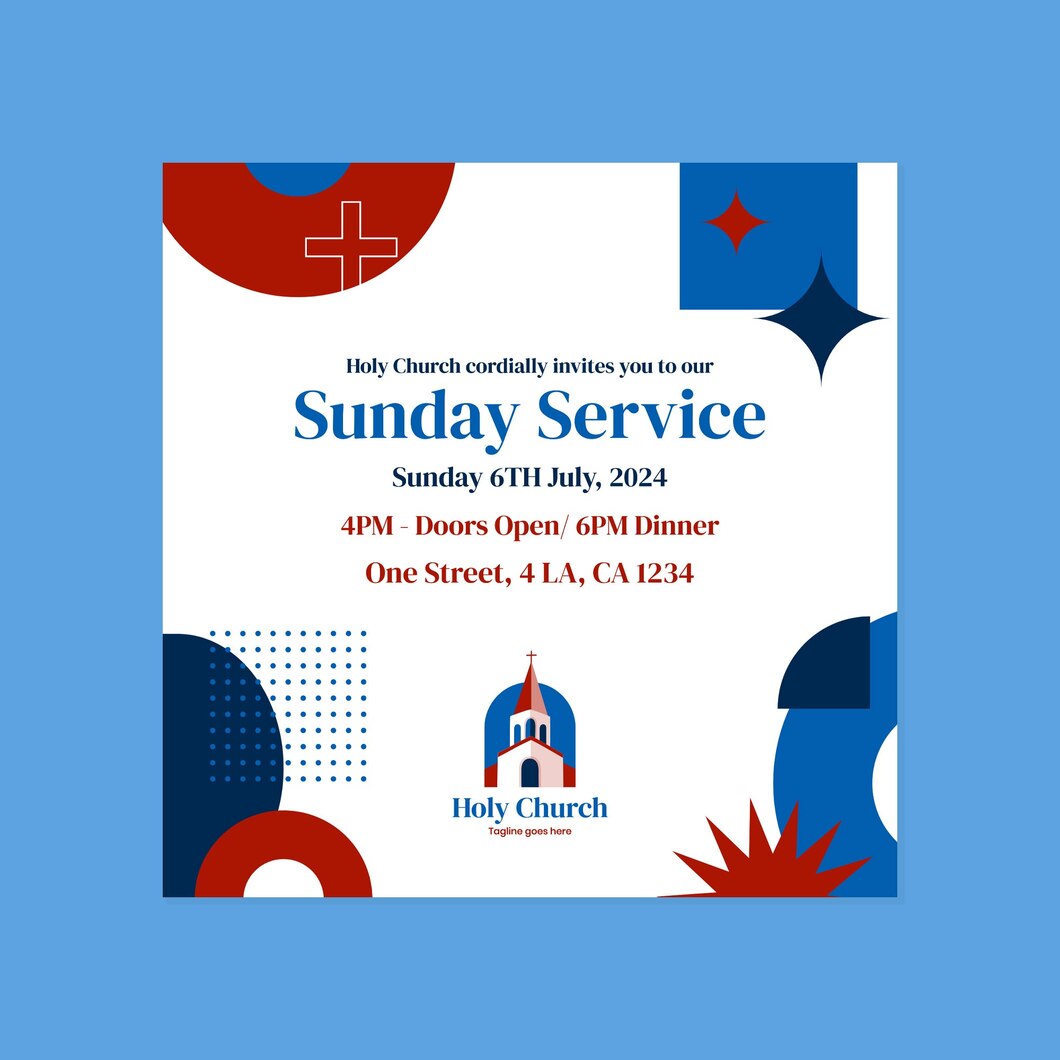 Holy Church cordially invites you to our
Sunday Service
Sunday 6TH July, 2024
4PM - Doors Open/ 6PM Dinner
One Street, 4 LA, CA 1234
Holy Church
Tagline goes here